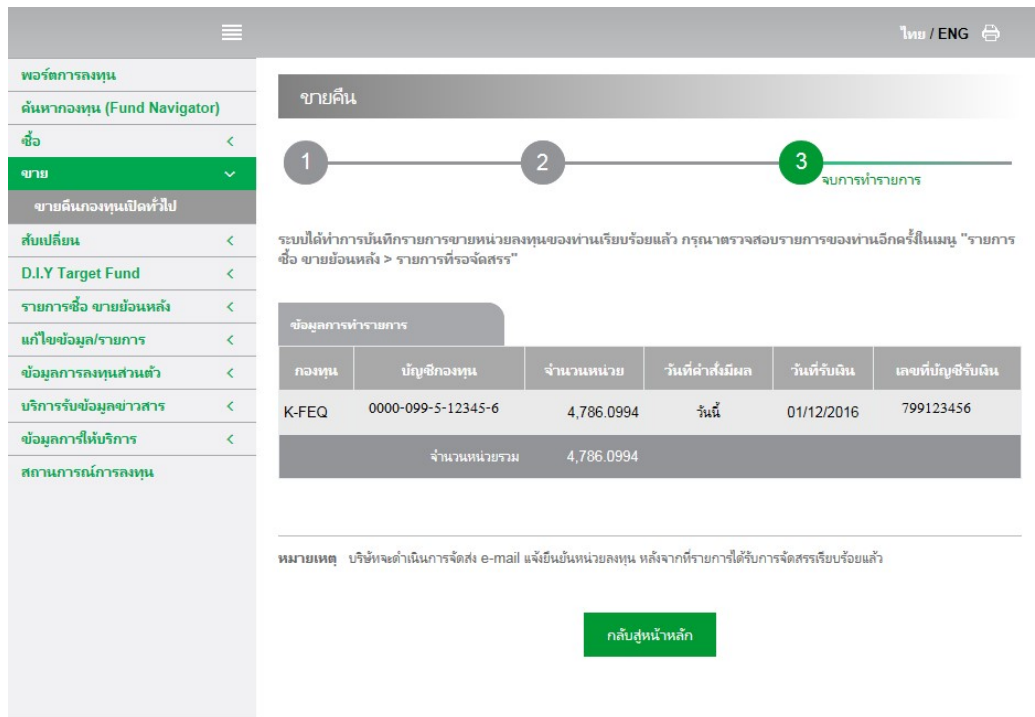 ไทย / ENG
พอร์ตการลงทุน
ค้นหากองทุน (Fund Navigator)
ซื้อ
ขาย
ขายคืนกองทุนเปิดทั่วไป
สับเปลี่ยน
D.I.Y Target Fund
รายการซื้อ ขายย้อนหลัง
แก้ไขข้อมูล/รายการ
ข้อมูลการลงทุนส่วนตัว
บริการรับข้อมูลข่าวสาร
ข้อมูลการให้บริการ
สถานการณ์การลงทุน
ขายคืน
1 2 3
จบการทำรายการ
ระบบได้ทำการบันทึกรายการขายหน่วยลงทุนของท่านเรียบร้อยแล้ว กรุณาตรวจสอบรายการของท่านอีกครั้งในเมนู "รายการ
ซื้อ ขายย้อนหลัง > รายการที่รอจัดสรร"
ข้อมูลการทำรายการ
กองทุน บัญชีกองทุน จำนวนหน่วย วันที่คำสั่งมีผล วันที่รับเงิน เลขที่บัญชีรับเงิน
K-FEQ 0000-099-5-12345-6 4,786.0994 วันนี้ 01/12/2016 799123456
จำนวนหน่วยรวม 4,786.0994
หมายเหตุ บริษัทจะดำเนินการจัดส่ง e-mail แจ้งยืนยันหน่วยลงทุน หลังจากที่รายการได้รับการจัดสรรเรียบร้อยแล้ว
กลับสู่หน้าหลัก